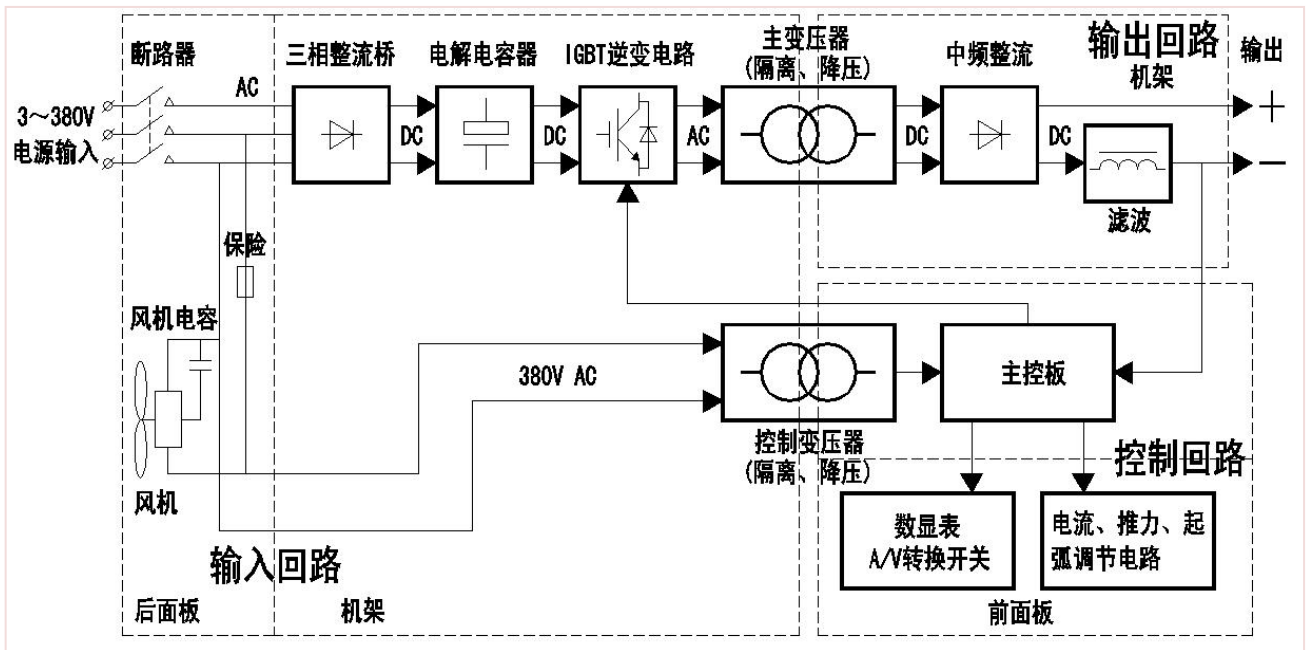 断路器
三相整流桥
电解电容器
IGBT逆变电路
主变压器
(隔离、降压)
中频整流
输出回路
机架
输出
3～380V
电源输入
AC
DC
DC
AC
DC
DC
+
−
滤波
保险
风机电容
风机
380V AC
控制变压器
(隔离、降压)
主控板
控制回路
数显表
A/V转换开关
电流、推力、起
弧调节电路
输入回路
后面板
机架
前面板